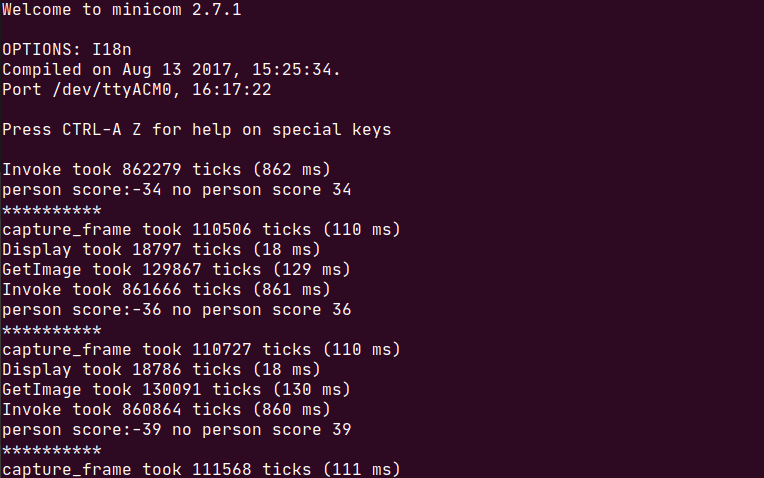 Welcome to minicom 2.7.1
OPTIONS: I18n
Compiled on Aug 13 2017, 15:25:34.
Port /dev/ttyACM0, 16:17:22
Press CTRL-A Z for help on special keys
Invoke took 862279 ticks (862 ms)
person score:-34 no person score 34
**********
capture_frame took 110506 ticks (110 ms)
Display took 18797 ticks (18 ms)
GetImage took 129867 ticks (129 ms)
Invoke took 861666 ticks (861 ms)
person score:-36 no person score 36
**********
capture_frame took 110727 ticks (110 ms)
Display took 18786 ticks (18 ms)
GetImage took 130091 ticks (130 ms)
Invoke took 860864 ticks (860 ms)
person score:-39 no person score 39
**********
capture_frame took 111568 ticks (111 ms)